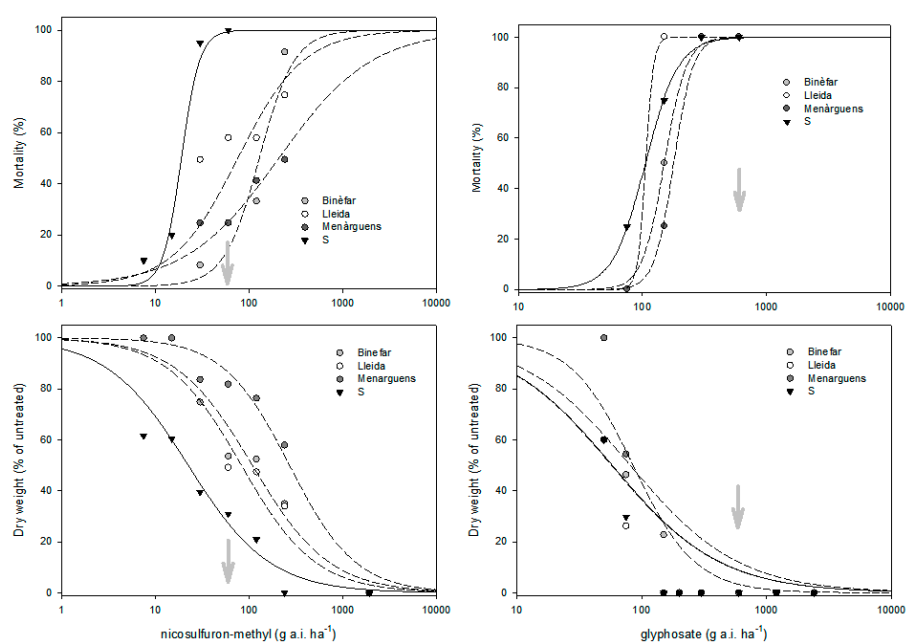 Mortality (%)
100
80
60
40
20
0
Binèfar
Lleida
Menàrguens
S
1
10
100
1000
10000
Mortality (%)
100
80
60
40
20
0
Binèfar
Lleida
Menàrguens
S
10
100
1000
10000
Dry weight (% of untreated)
100
80
60
40
20
0
Binefar
Lleida
Menarguens
S
1
10
100
1000
10000
nicosulfuron-methyl (g a.i. ha⁻¹)
Dry weight (% of untreated)
100
80
60
40
20
0
Binefar
Lleida
Menarguens
S
10
100
1000
10000
glyphosate (g a.i. ha⁻¹)